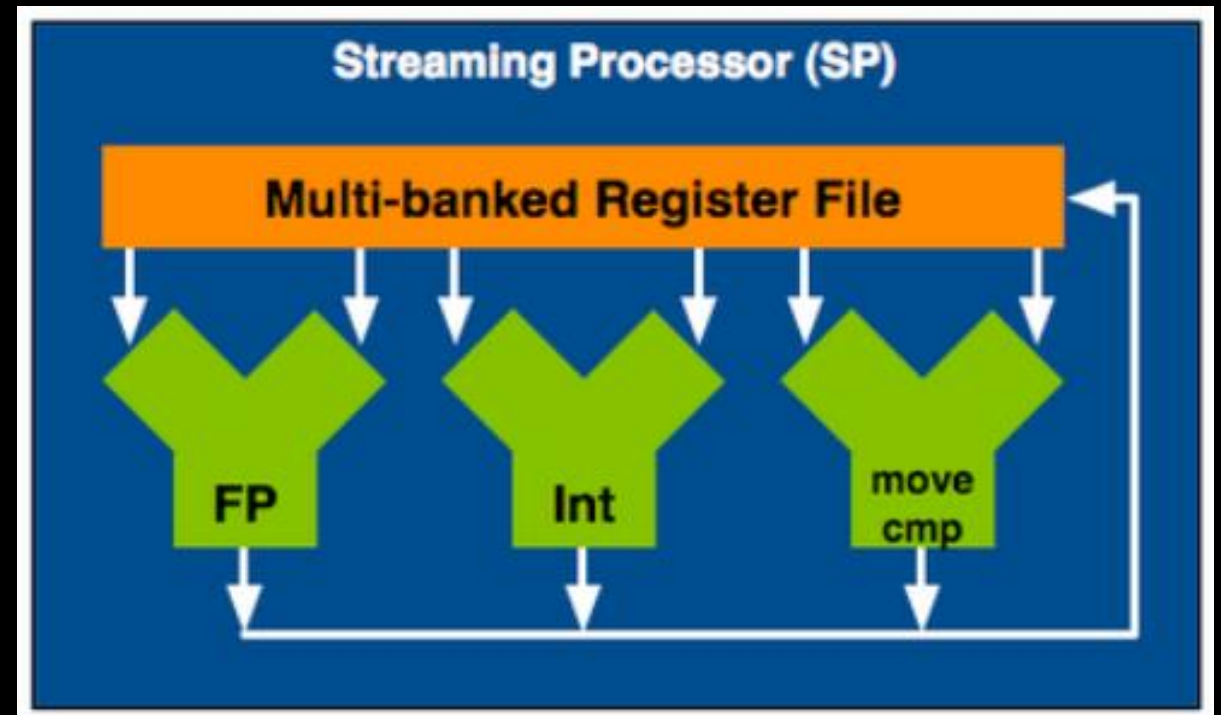 Streaming Processor (SP)
Multi-banked Register File
FP
Int
move
cmp